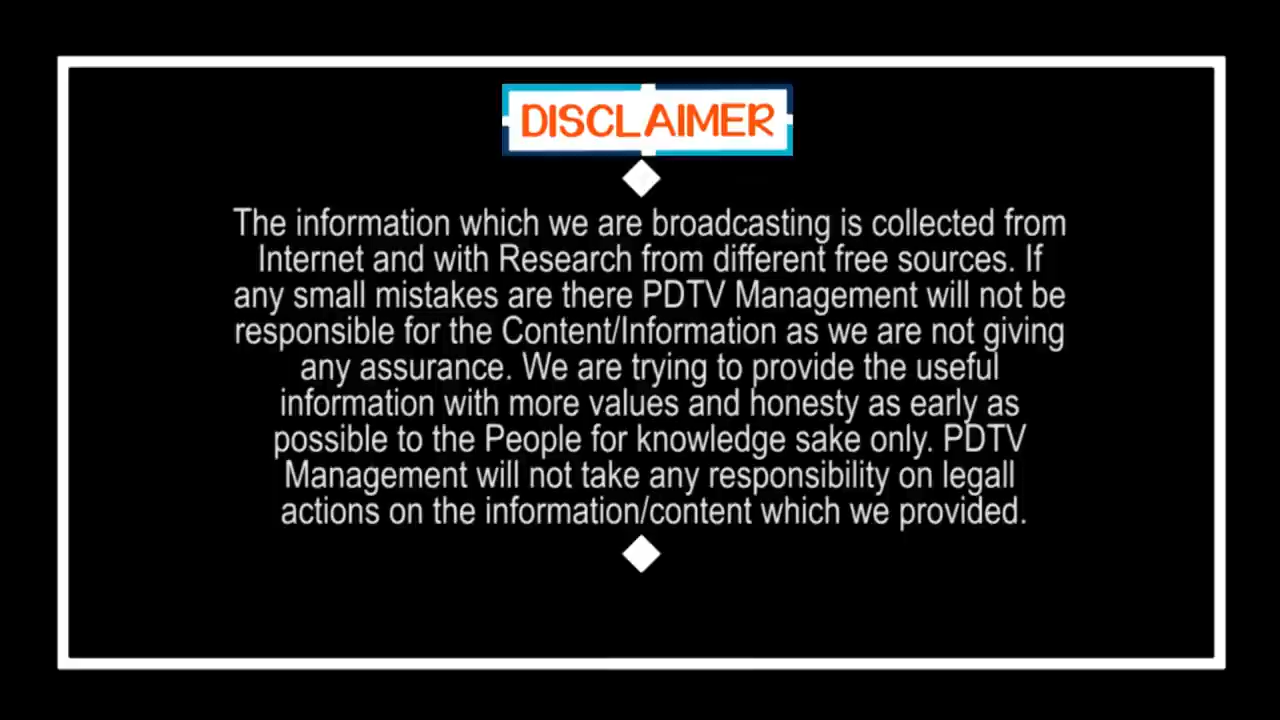 DISCLAIMER
The information which we are broadcasting is collected from
Internet and with Research from different free sources. If
any small mistakes are there PDTV Management will not be
responsible for the Content/Information as we are not giving
any assurance. We are trying to provide the useful
information with more values and honesty as early as
possible to the People for knowledge sake only. PDTV
Management will not take any responsibility on legall
actions on the information/content which we provided.